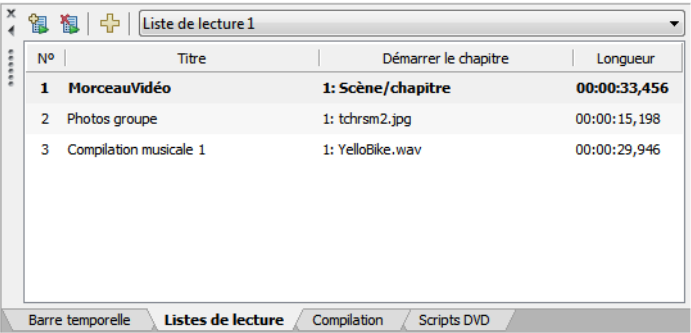 Liste de lecture 1
Nº Titre Démarrer le chapitre Longueur
1 MorceauVidéo 1: Scène/chapitre 00:00:33,456
2 Photos groupe 1: tchrsm2.jpg 00:00:15,198
3 Compilation musicale 1 1: YelloBike.wav 00:00:29,946
Barre temporelle Listes de lecture Compilation Scripts DVD